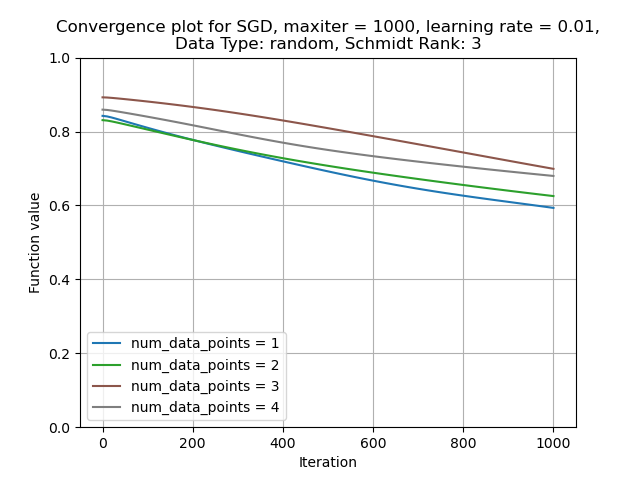 Convergence plot for SGD, maxiter = 1000, learning rate = 0.01,
Data Type: random, Schmidt Rank: 3
1.0
0.8
0.6
0.4
0.2
0.0
Function value
num_data_points = 1
num_data_points = 2
num_data_points = 3
num_data_points = 4
0 200 400 600 800 1000
Iteration